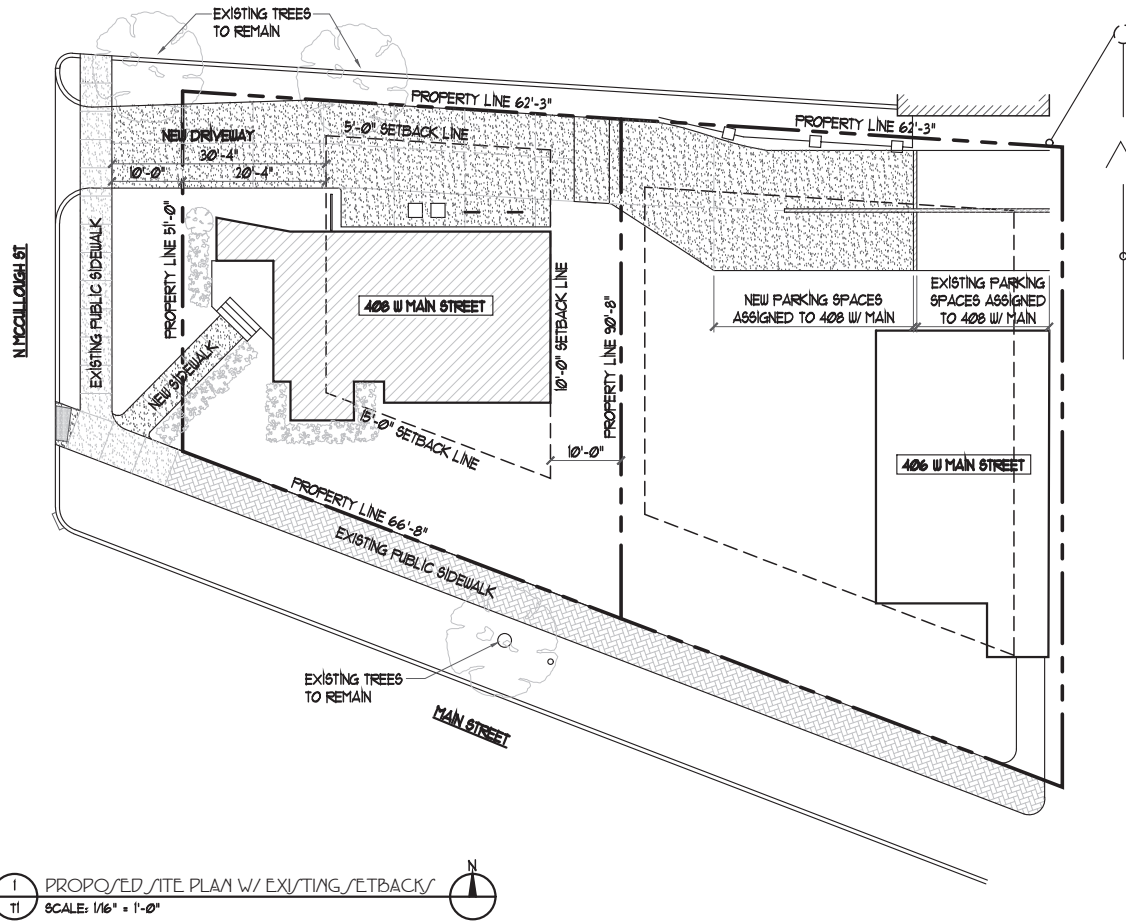 EXISTING TREES
TO REMAIN
PROPERTY LINE 62'-3"
PROPERTY LINE 62'-3"
NEW DRIVEWAY
5'-0" SETBACK LINE
30'-4"
10'-0"
20'-4"
N MCCULLOUGH ST
EXISTING PUBLIC SIDEWALK
PROPERTY LINE 51'-0"
408 W MAIN STREET
10'-0" SETBACK LINE
PROPERTY LINE 90'-8"
NEW PARKING SPACES
ASSIGNED TO 408 W/ MAIN
EXISTING PARKING
SPACES ASSIGNED
TO 408 W/ MAIN
NEW SIDEWALK
15'-0" SETBACK LINE
10'-0"
406 W MAIN STREET
PROPERTY LINE 66'-8"
EXISTING PUBLIC SIDEWALK
EXISTING TREES
TO REMAIN
MAIN STREET
N
1
T1
PROPOSED SITE PLAN W/ EXISTING SETBACKS
SCALE: 1/16" = 1'-0"